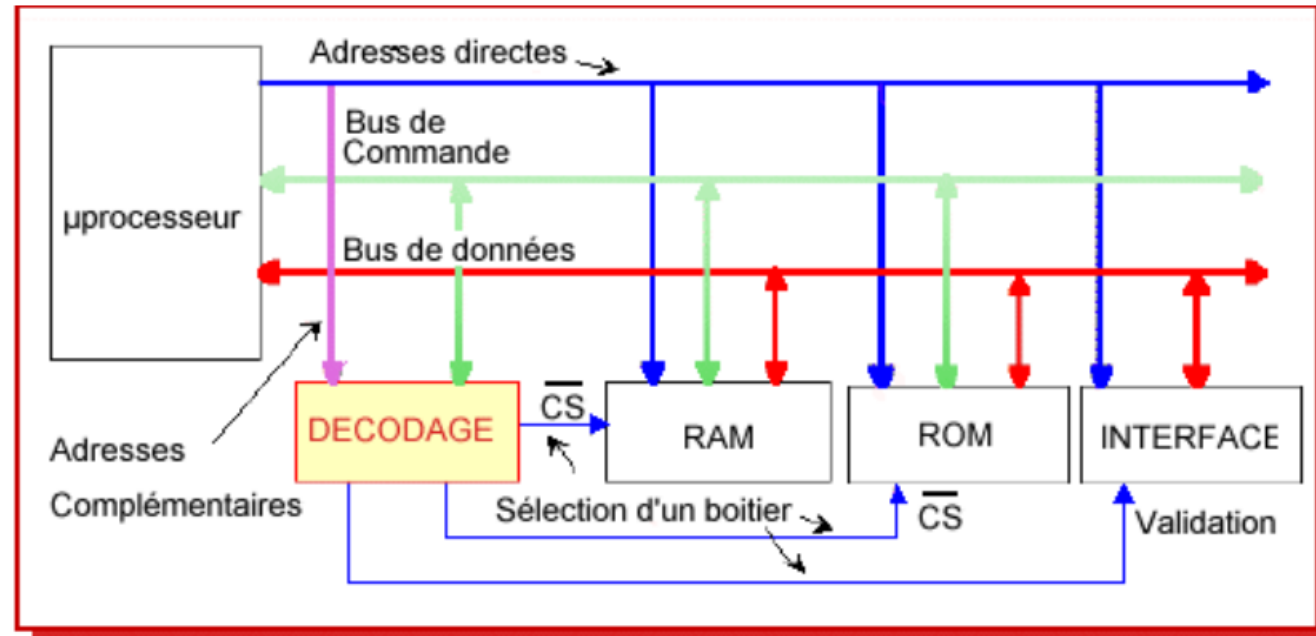 Adresses directes
Bus de
Commande
µprocesseur
Bus de données
DECODAGE
CS
RAM
ROM
INTERFACE
Adresses
Complémentaires
Sélection d'un boitier
CS
Validation